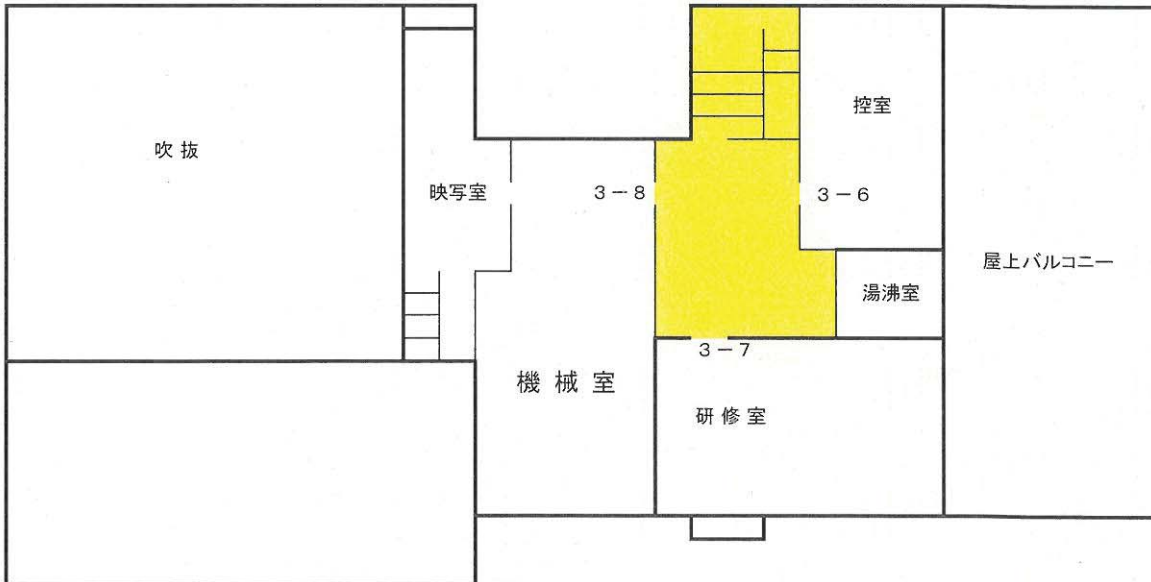 控室
吹 抜
映写室
3－8
3－6
屋上バルコニー
湯沸室
3－7
機 械 室
研 修 室